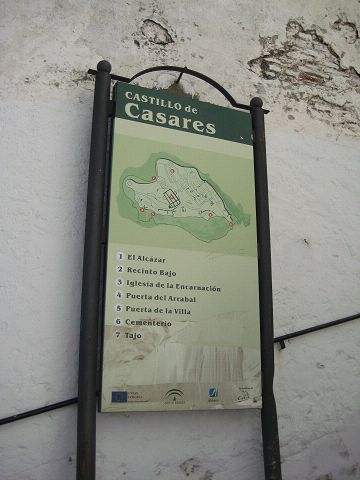 CASTILLO de
Casares
1 El Alcázar
2 Recinto Bajo
3 Iglesia de la Encarnación
4 Puerta del Arrabal
5 Puerta de la Villa
6 Cementerio
7 Tajo